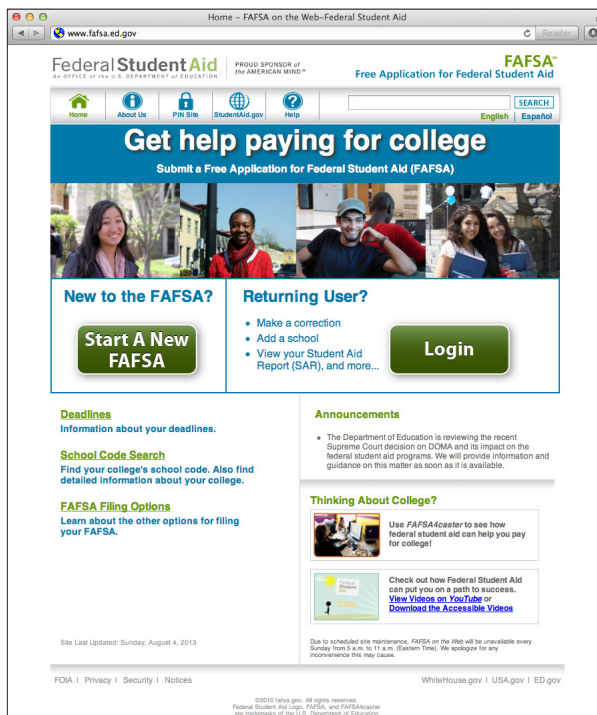 Home – FAFSA on the Web–Federal Student Aid
www.fafsa.ed.gov
Reader
Federal Student Aid
An OFFICE of the U.S. DEPARTMENT of EDUCATION
PROUD SPONSOR of
the AMERICAN MIND™
FAFSA℠
Free Application for Federal Student Aid
Home
About Us
PIN Site
StudentAid.gov
Help
SEARCH
English | Español
Get help paying for college
Submit a Free Application for Federal Student Aid (FAFSA)
New to the FAFSA?
Start A New
FAFSA
Returning User?
• Make a correction
• Add a school
• View your Student Aid
Report (SAR), and more...
Login
Deadlines
Information about your deadlines.
School Code Search
Find your college's school code. Also find
detailed information about your college.
FAFSA Filing Options
Learn about the other options for filing
your FAFSA.
Site Last Updated: Sunday, August 4, 2013
Announcements
• The Department of Education is reviewing the recent
Supreme Court decision on DOMA and its impact on the
federal student aid programs. We will provide information and
guidance on this matter as soon as it is available.
Thinking About College?
Use FAFSA4caster to see how
federal student aid can help you pay
for college!
Federal
Student
Aid
Check out how Federal Student Aid
can put you on a path to success.
View Videos on YouTube or
Download the Accessible Videos
Due to scheduled site maintenance, FAFSA on the Web will be unavailable every
Sunday from 5 a.m. to 11 a.m. (Eastern Time). We apologize for any
inconvenience this may cause.
FOIA | Privacy | Security | Notices
WhiteHouse.gov | USA.gov | ED.gov
©2010 fafsa.gov. All rights reserved.
Federal Student Aid Logo, FAFSA, and FAFSA4caster
are trademarks of the U.S. Department of Education